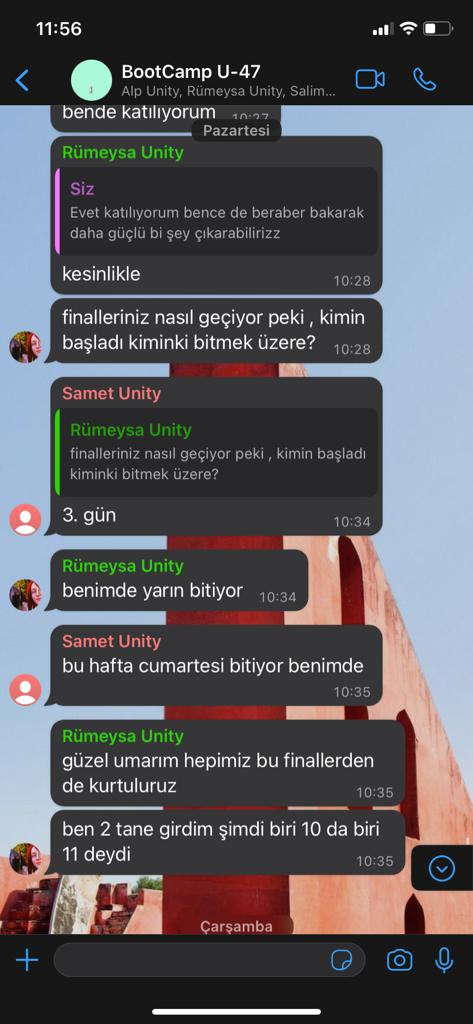 11:56
BootCamp U-47
Alp Unity, Rümeysa Unity, Salim...
bende katılıyorum 10:27
Pazartesi
Rümeysa Unity
Siz
Evet katılıyorum bence de beraber bakarak
daha güçlü bi şey çıkarabilirizz
kesinlikle
10:28
finalleriniz nasıl geçiyor peki , kimin
başladı kiminki bitmek üzere?
10:28
Samet Unity
Rümeysa Unity
finalleriniz nasıl geçiyor peki , kimin başladı
kiminki bitmek üzere?
3. gün
10:34
Rümeysa Unity
benimde yarın bitiyor 10:34
Samet Unity
bu hafta cumartesi bitiyor benimde
10:35
Rümeysa Unity
güzel umarım hepimiz bu finallerden
de kurtuluruz
10:35
ben 2 tane girdim şimdi biri 10 da biri
11 deydi
10:35
Çarşamba